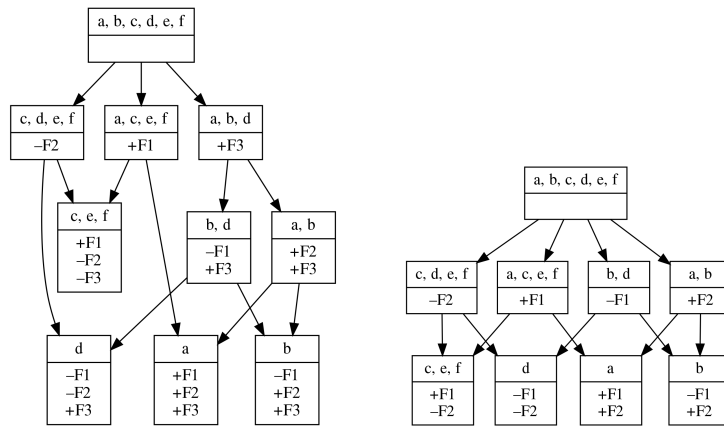 a, b, c, d, e, f
c, d, e, f
–F2
a, c, e, f
+F1
a, b, d
+F3
c, e, f
+F1
–F2
–F3
b, d
–F1
+F3
a, b
+F2
+F3
d
–F1
–F2
+F3
a
+F1
+F2
+F3
b
–F1
+F2
+F3
a, b, c, d, e, f
c, d, e, f
–F2
a, c, e, f
+F1
b, d
–F1
a, b
+F2
c, e, f
+F1
–F2
d
–F1
–F2
a
+F1
+F2
b
–F1
+F2